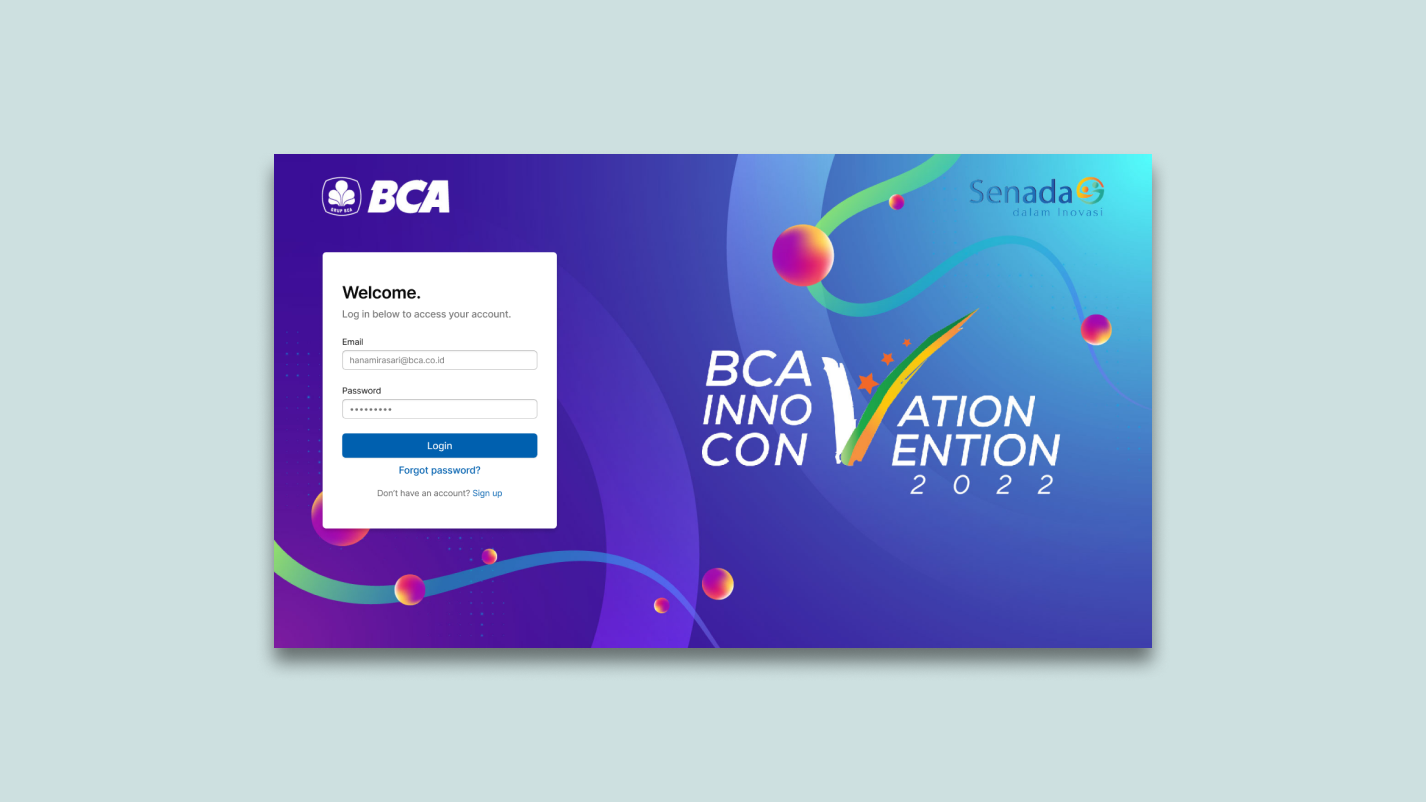 GRUP BCA
BCA
Senada
dalam Inovasi
Welcome.
Log in below to access your account.
Email
hanamirasari@bca.co.id
Password
•••••••••
Login
Forgot password?
Don't have an account? Sign up
BCA
INNOVATION
CONVENTION
2022